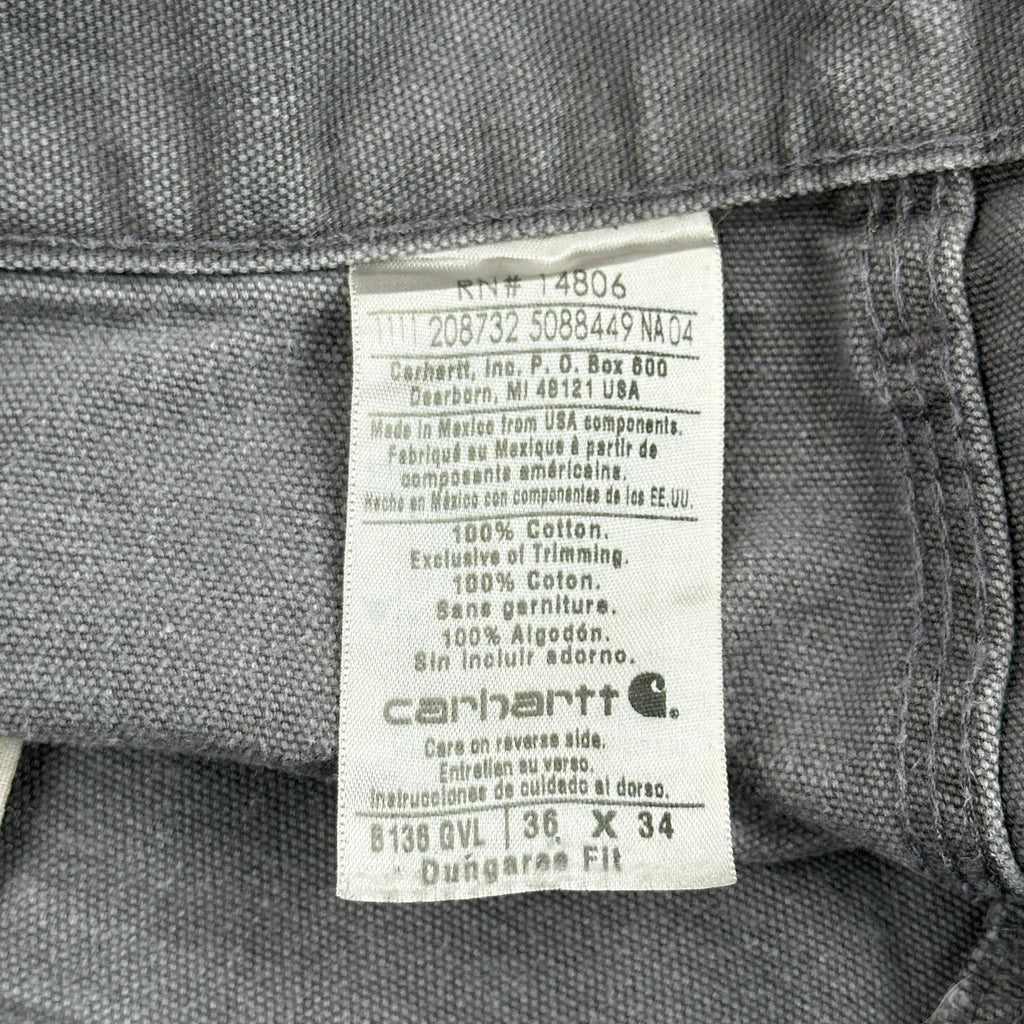 RN# 14806
1111 208732 5088449 NA04
Carhartt, Inc. P. O. Box 600
Dearborn, MI 48121 USA
Made in Mexico from USA components.
Fabriqué au Mexique à partir de
composants américains.
Hecho en México con componentes de los EE.UU.
100% Cotton.
Exclusive of Trimming.
100% Coton.
Sans garniture.
100% Algodón.
Sin incluir adorno.
carhartt
Care on reverse side.
Entretien au verso.
Instrucciones de cuidado al dorso.
B136 GVL 36 X 34
Dungaree Fit